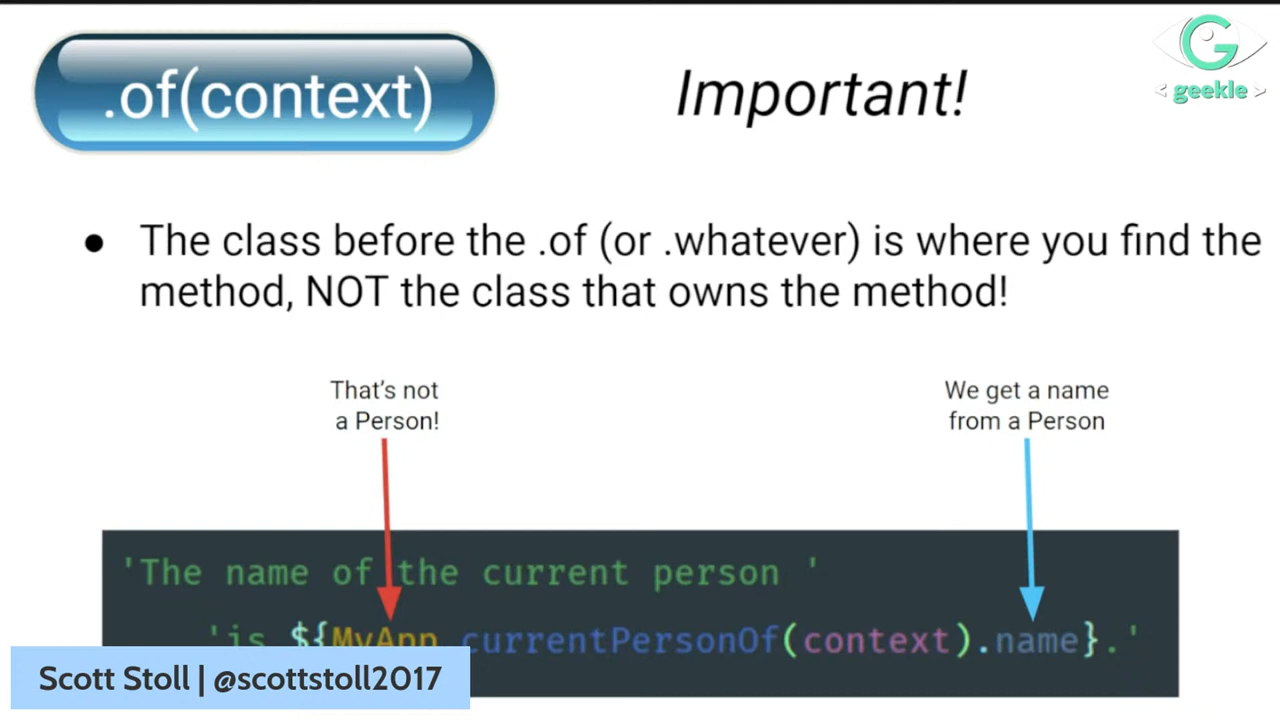 .of(context)
Important!
G
< geekle >
● The class before the .of (or .whatever) is where you find the
method, NOT the class that owns the method!
That's not
a Person!
We get a name
from a Person
'The name of the current person '
'is ${MyApp.currentPersonOf(context).name}.'
Scott Stoll | @scottstoll2017